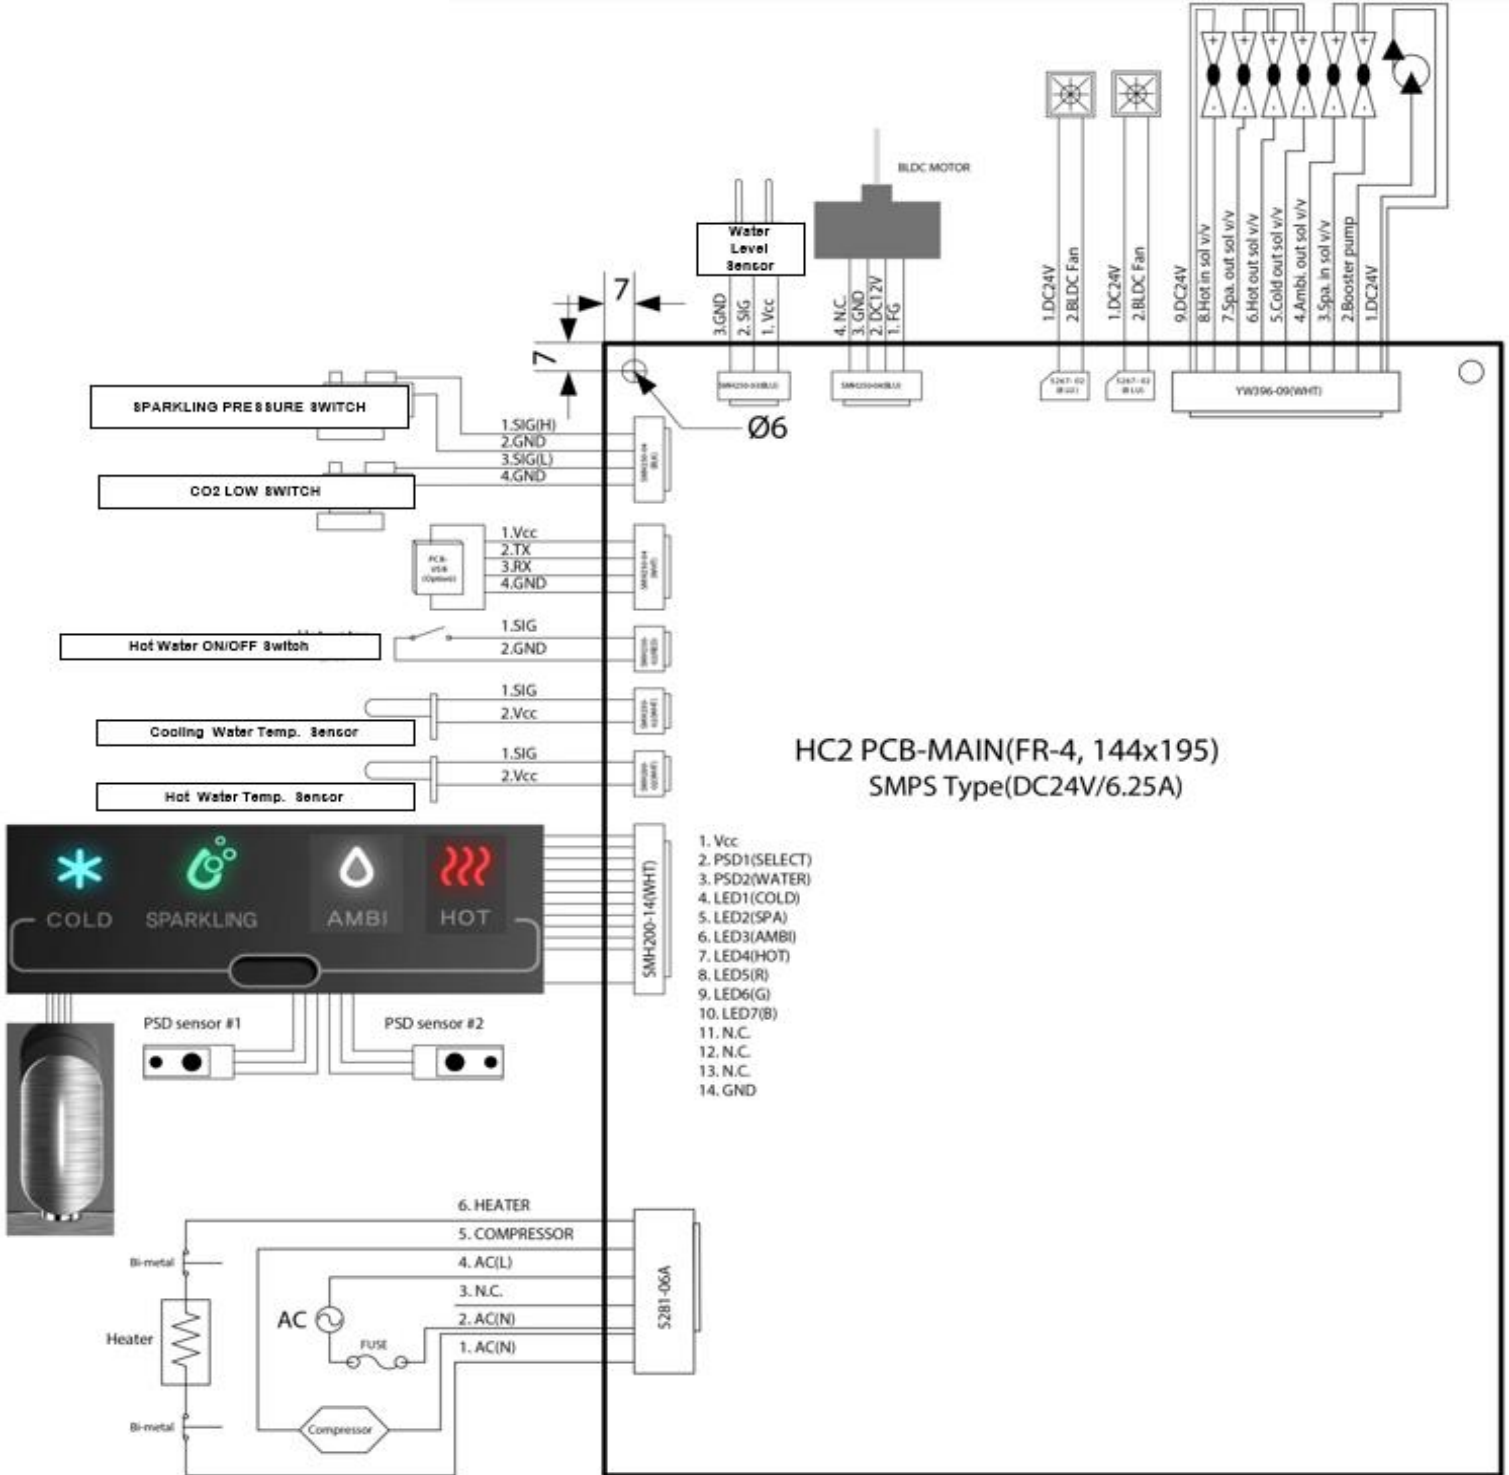 BLDC MOTOR
Water
Level
Sensor
3.GND
2. SIG
1. Vcc
4. N.C.
3. GND
2. DC12V
1. FG
1.DC24V
2.BLDC Fan
1.DC24V
2.BLDC Fan
9.DC24V
8.Hot in sol v/v
7.Spa. out sol v/v
6.Hot out sol v/v
5.Cold out sol v/v
4.Ambi. out sol v/v
3.Spa. in sol v/v
2.Booster pump
1.DC24V
7
7
Ø6
YW396-09(WHT)
SPARKLING PRESSURE SWITCH
1.SIG(H)
2.GND
3.SIG(L)
4.GND
CO2 LOW SWITCH
1.Vcc
2.TX
3.RX
4.GND
PCB-
USB
(Option)
Hot Water ON/OFF Switch
1.SIG
2.GND
Cooling Water Temp. Sensor
1.SIG
2.Vcc
Hot Water Temp. Sensor
1.SIG
2.Vcc
HC2 PCB-MAIN(FR-4, 144x195)
SMPS Type(DC24V/6.25A)
COLD SPARKLING AMBI HOT
SMH200-14(WHT)
1. Vcc
2. PSD1(SELECT)
3. PSD2(WATER)
4. LED1(COLD)
5. LED2(SPA)
6. LED3(AMBI)
7. LED4(HOT)
8. LED5(R)
9. LED6(G)
10. LED7(B)
11. N.C.
12. N.C.
13. N.C.
14. GND
PSD sensor #1
PSD sensor #2
6. HEATER
5. COMPRESSOR
4. AC(L)
3. N.C.
2. AC(N)
1. AC(N)
5281-06A
Bi-metal
Heater
Bi-metal
AC
FUSE
Compressor